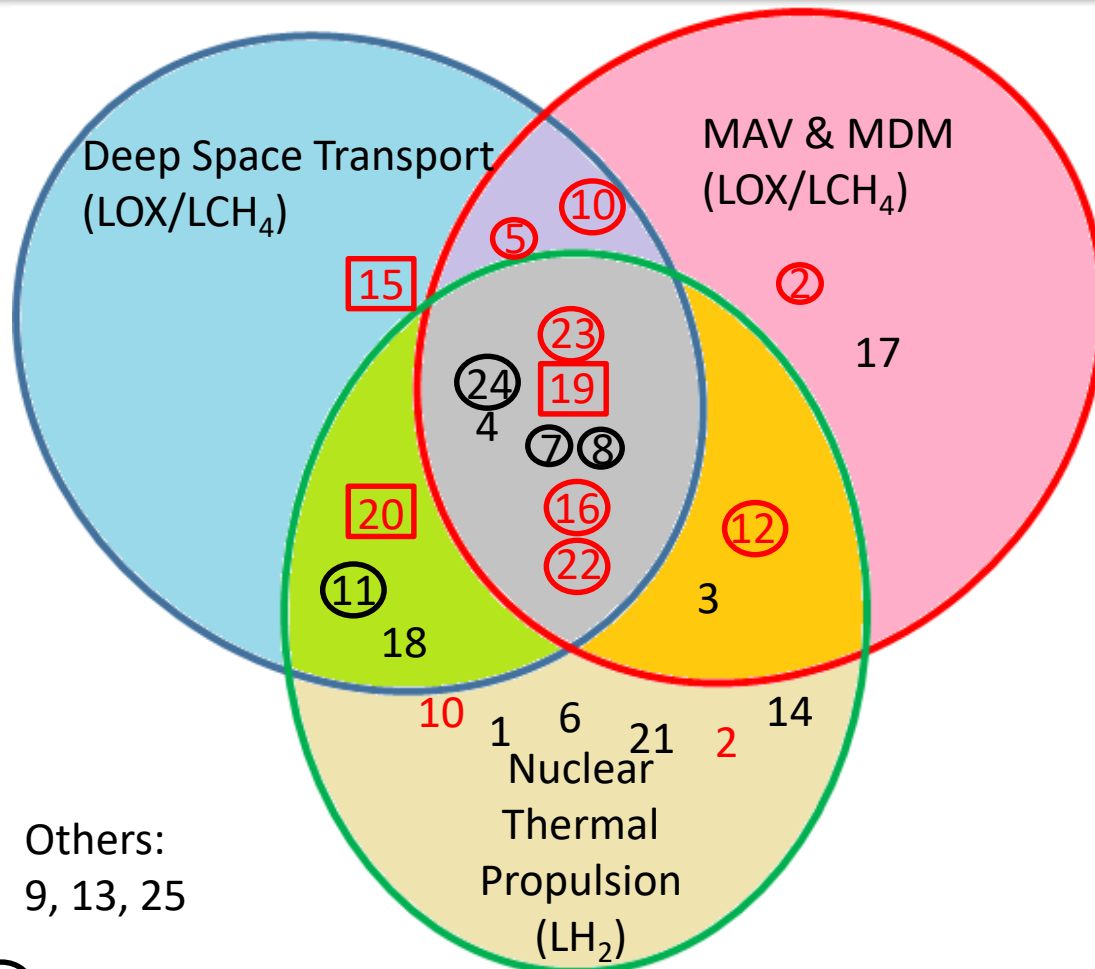 Deep Space Transport
(LOX/LCH₄)
MAV & MDM
(LOX/LCH₄)
10
5
15
2
17
23
24
19
4
7 8
16
20
12
22
11
3
18
10
1
6
21
2
14
Nuclear
Thermal
Propulsion
(LH₂)
Others:
9, 13, 25